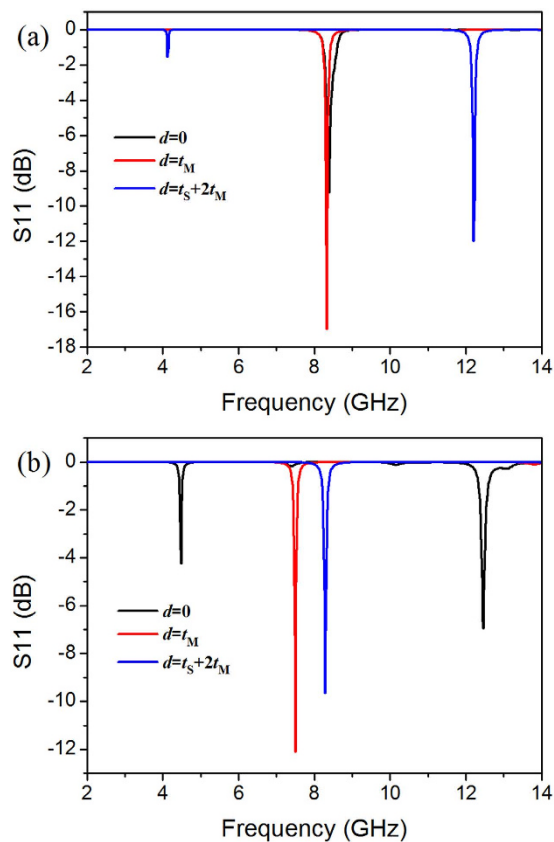 (a)
0
-2
-4
-6
-8
-10
-12
-14
-16
-18
S11 (dB)
d=0
d=tM
d=tS+2tM
2 4 6 8 10 12 14
Frequency (GHz)
(b)
0
-2
-4
-6
-8
-10
-12
S11 (dB)
d=0
d=tM
d=tS+2tM
2 4 6 8 10 12 14
Frequency (GHz)